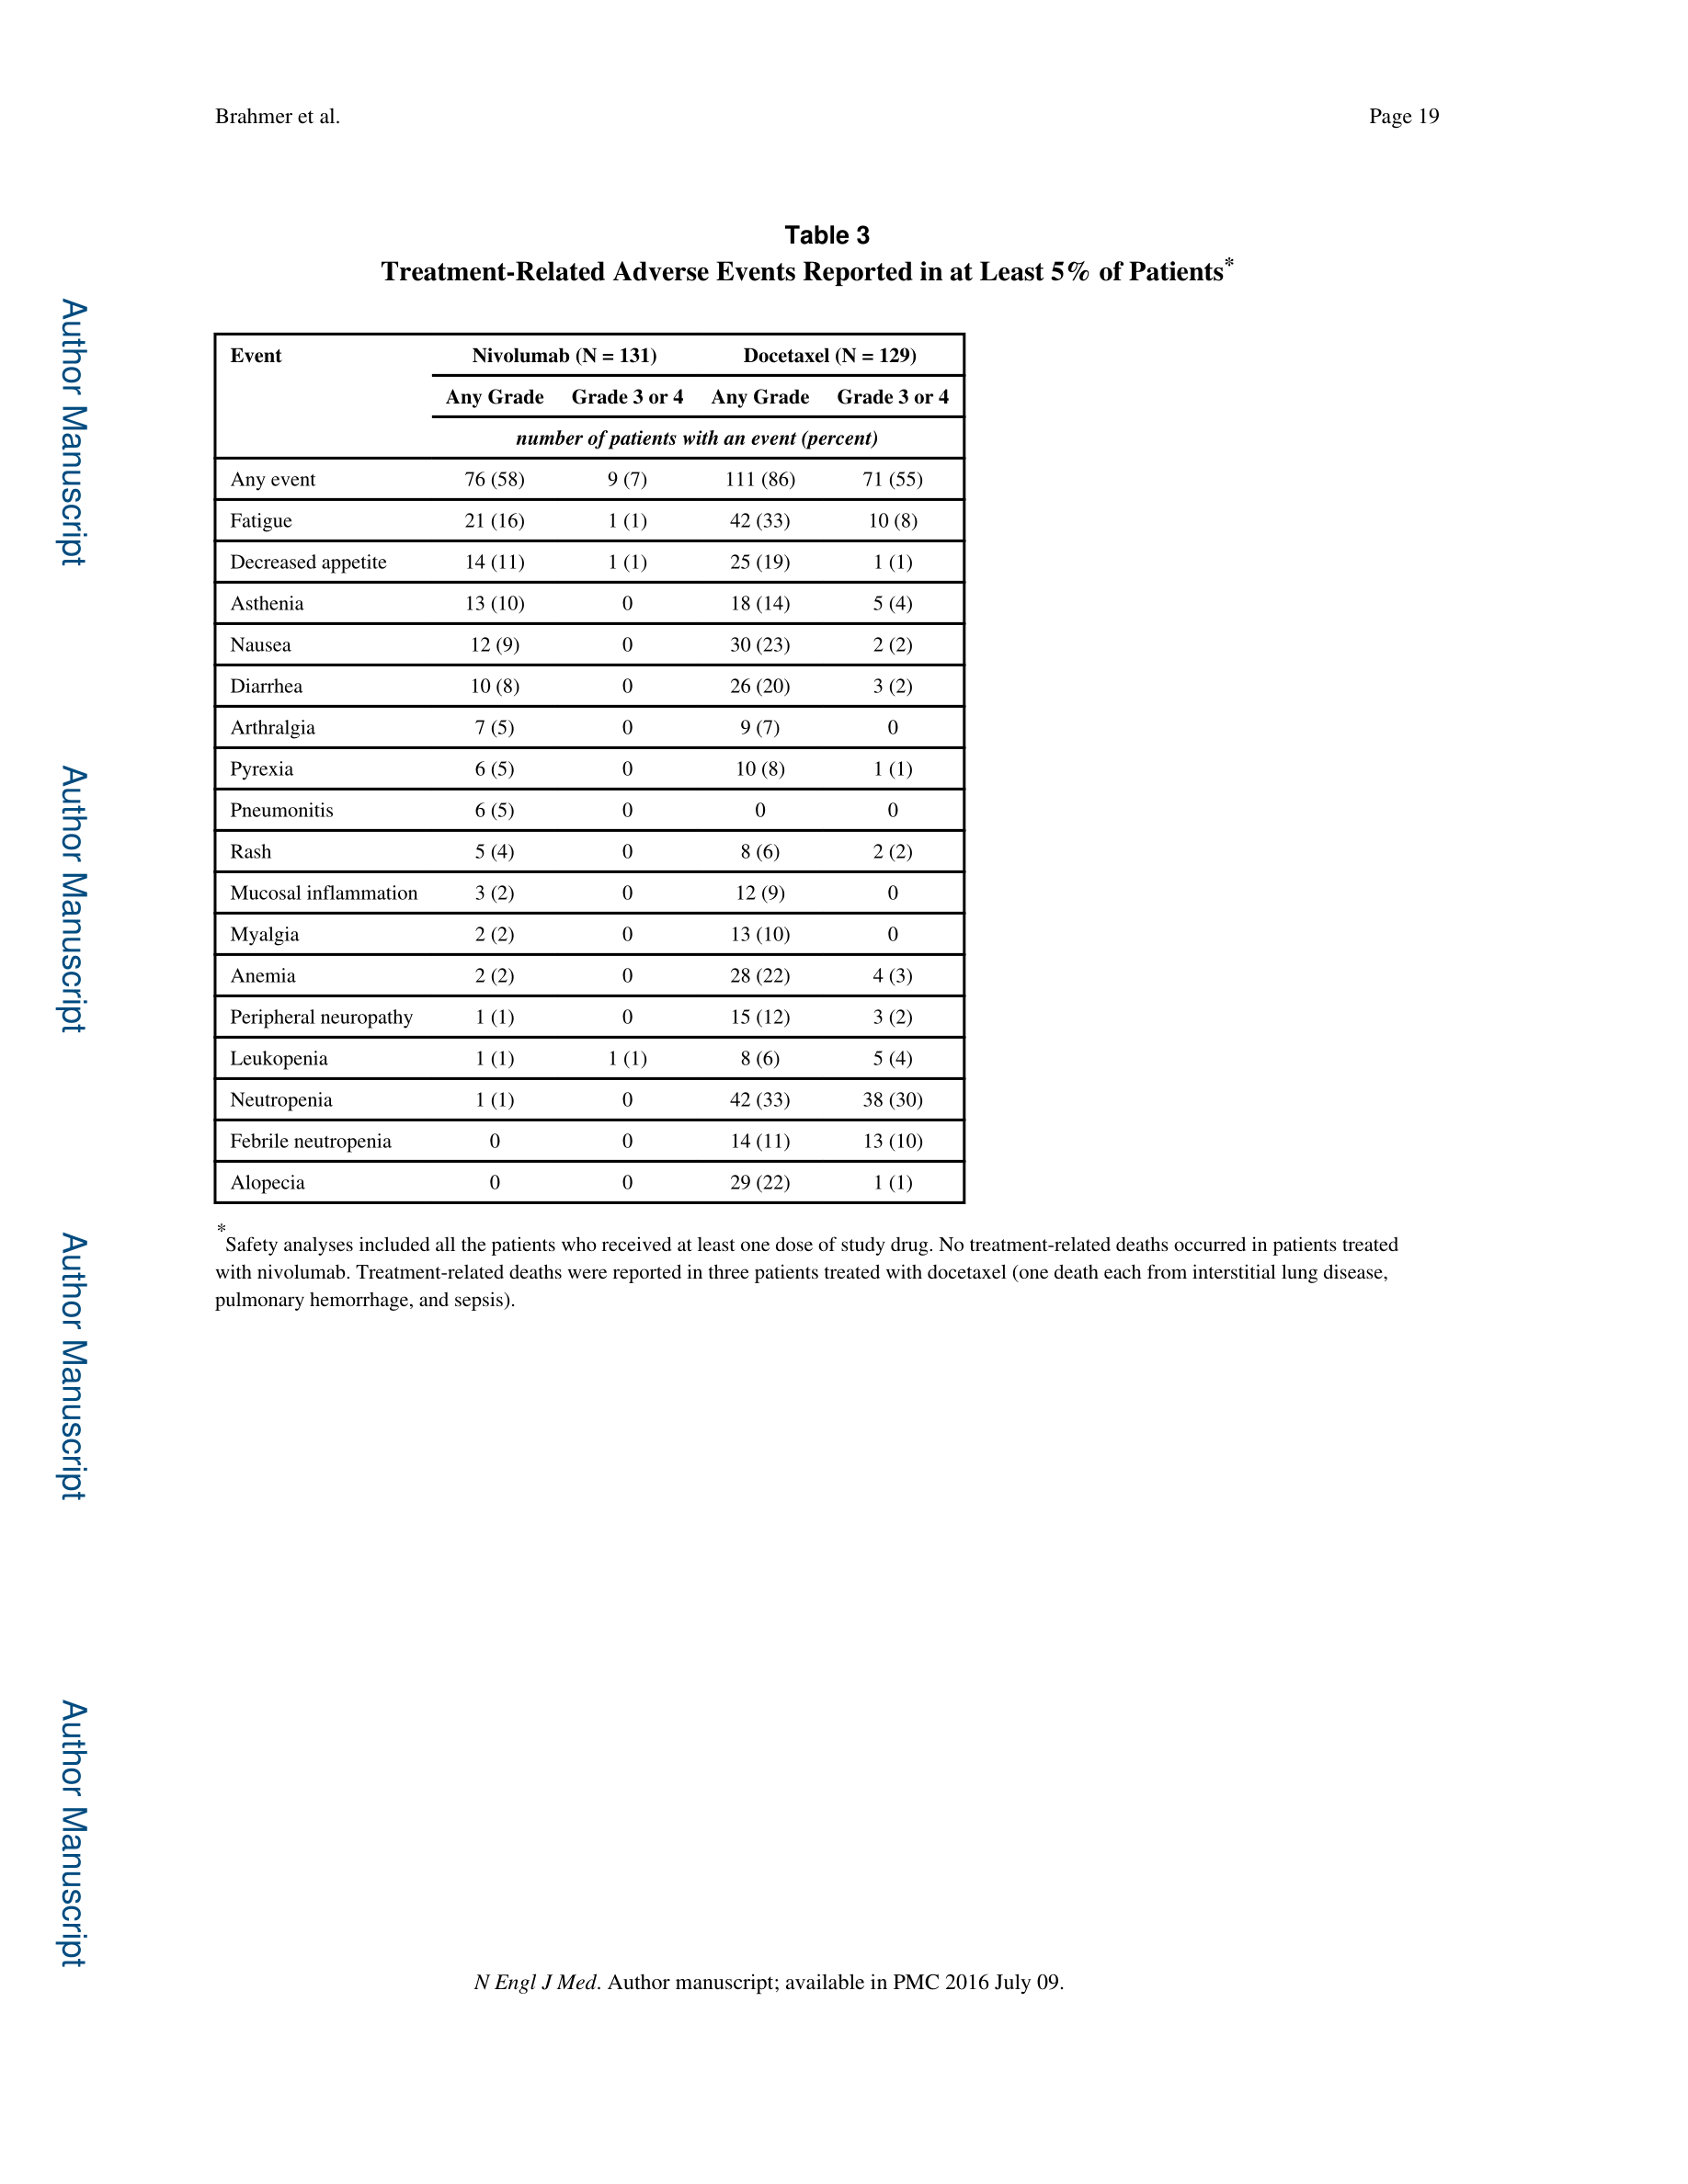 Brahmer et al. Page 19
Table 3
Treatment-Related Adverse Events Reported in at Least 5% of Patients*
Event Nivolumab (N = 131) Docetaxel (N = 129)
Any Grade Grade 3 or 4 Any Grade Grade 3 or 4
number of patients with an event (percent)
Any event 76 (58) 9 (7) 111 (86) 71 (55)
Fatigue 21 (16) 1 (1) 42 (33) 10 (8)
Decreased appetite 14 (11) 1 (1) 25 (19) 1 (1)
Asthenia 13 (10) 0 18 (14) 5 (4)
Nausea 12 (9) 0 30 (23) 2 (2)
Diarrhea 10 (8) 0 26 (20) 3 (2)
Arthralgia 7 (5) 0 9 (7) 0
Pyrexia 6 (5) 0 10 (8) 1 (1)
Pneumonitis 6 (5) 0 0 0
Rash 5 (4) 0 8 (6) 2 (2)
Mucosal inflammation 3 (2) 0 12 (9) 0
Myalgia 2 (2) 0 13 (10) 0
Anemia 2 (2) 0 28 (22) 4 (3)
Peripheral neuropathy 1 (1) 0 15 (12) 3 (2)
Leukopenia 1 (1) 1 (1) 8 (6) 5 (4)
Neutropenia 1 (1) 0 42 (33) 38 (30)
Febrile neutropenia 0 0 14 (11) 13 (10)
Alopecia 0 0 29 (22) 1 (1)
*Safety analyses included all the patients who received at least one dose of study drug. No treatment-related deaths occurred in patients treated
with nivolumab. Treatment-related deaths were reported in three patients treated with docetaxel (one death each from interstitial lung disease,
pulmonary hemorrhage, and sepsis).
N Engl J Med. Author manuscript; available in PMC 2016 July 09.
Author Manuscript
Author Manuscript
Author Manuscript
Author Manuscript